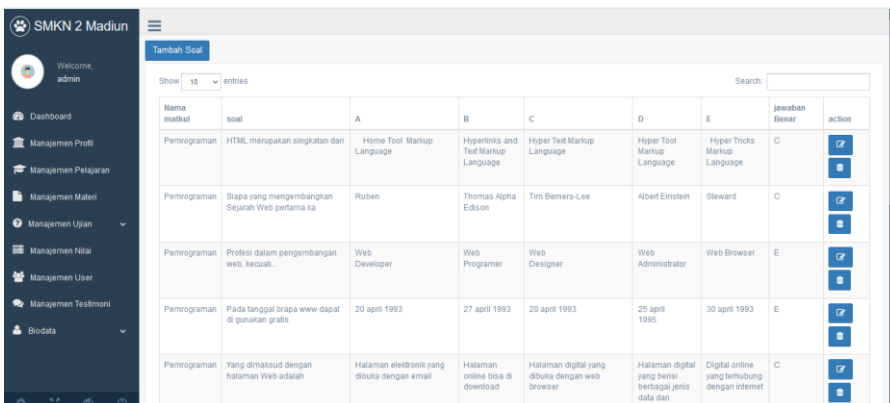 SMKN 2 Madiun
Welcome,
admin
Dashboard
Manajemen Profil
Manajemen Pelajaran
Manajemen Materi
Manajemen Ujian
Manajemen Nilai
Manajemen User
Manajemen Testimoni
Biodata
Tambah Soal
Show 10 entries
Search:
Nama matkul soal A B C D E jawaban Benar action
Pemrograman HTML merupakan singkatan dari Home Tool Markup Language Hyperlinks and Text Markup Language Hyper Text Markup Language Hyper Tool Markup Language Hyper Tricks Markup Language C
Pemrograman Siapa yang mengembangkan Sejarah Web pertama ka Ruben Thomas Alpha Edison Tim Berners-Lee Albert Einstein Steward C
Pemrograman Profesi dalam pengembangan web, kecuali... Web Developer Web Programer Web Designer Web Administrator Web Browser E
Pemrograman Pada tanggal brapa www dapat di gunakan gratis. 20 april 1993 27 april 1993 20 april 1993 25 april 1995 30 april 1993 E
Pemrograman Yang dimaksud dengan halaman Web adalah Halaman elektronik yang dibuka dengan email Halaman online bisa di download Halaman digital yang dibuka dengan web browser Halaman digital yang berisi berbagai jenis data dan Digital online yang terhubung dengan internet C